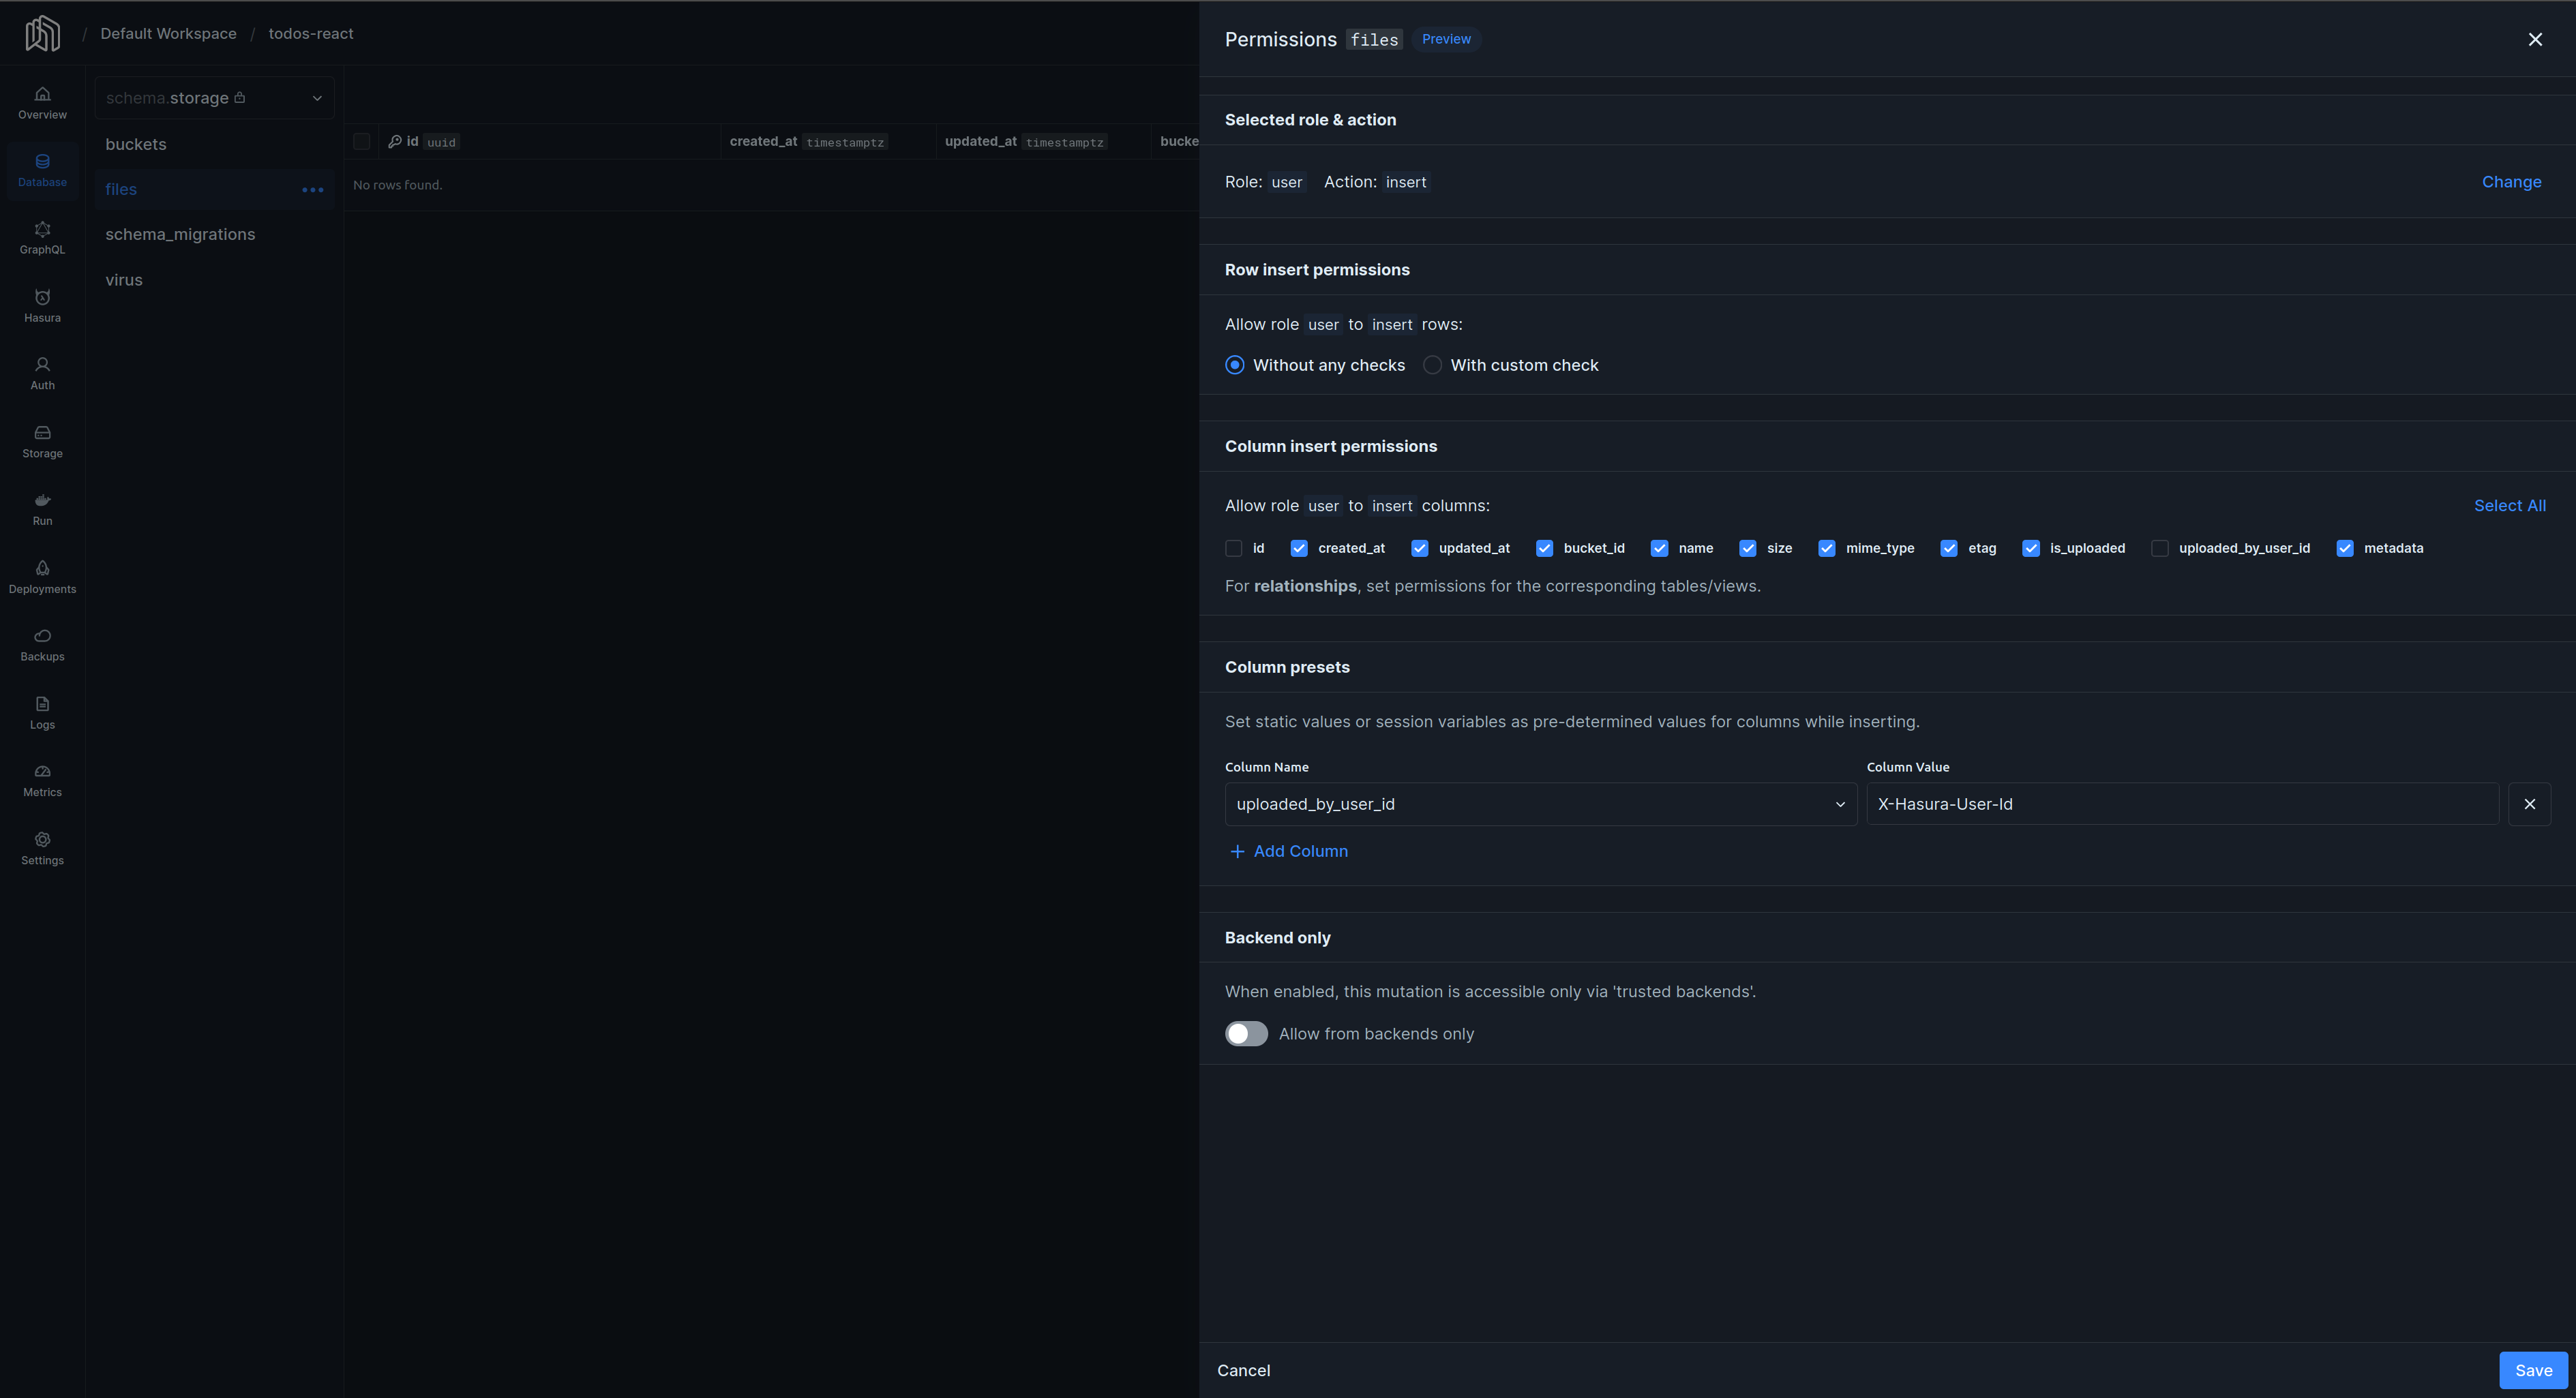 / Default Workspace / todos-react
Overview
Database
GraphQL
Hasura
Auth
Storage
Run
Deployments
Backups
Logs
Metrics
Settings
schema.storage
buckets
files
schema_migrations
virus
id uuid created_at timestamptz updated_at timestamptz bucke
No rows found.
Permissions files Preview
Selected role & action
Role: user Action: insert Change
Row insert permissions
Allow role user to insert rows:
Without any checks With custom check
Column insert permissions
Allow role user to insert columns: Select All
id created_at updated_at bucket_id name size mime_type etag is_uploaded uploaded_by_user_id metadata
For relationships, set permissions for the corresponding tables/views.
Column presets
Set static values or session variables as pre-determined values for columns while inserting.
Column Name Column Value
uploaded_by_user_id X-Hasura-User-Id
Add Column
Backend only
When enabled, this mutation is accessible only via 'trusted backends'.
Allow from backends only
Cancel Save